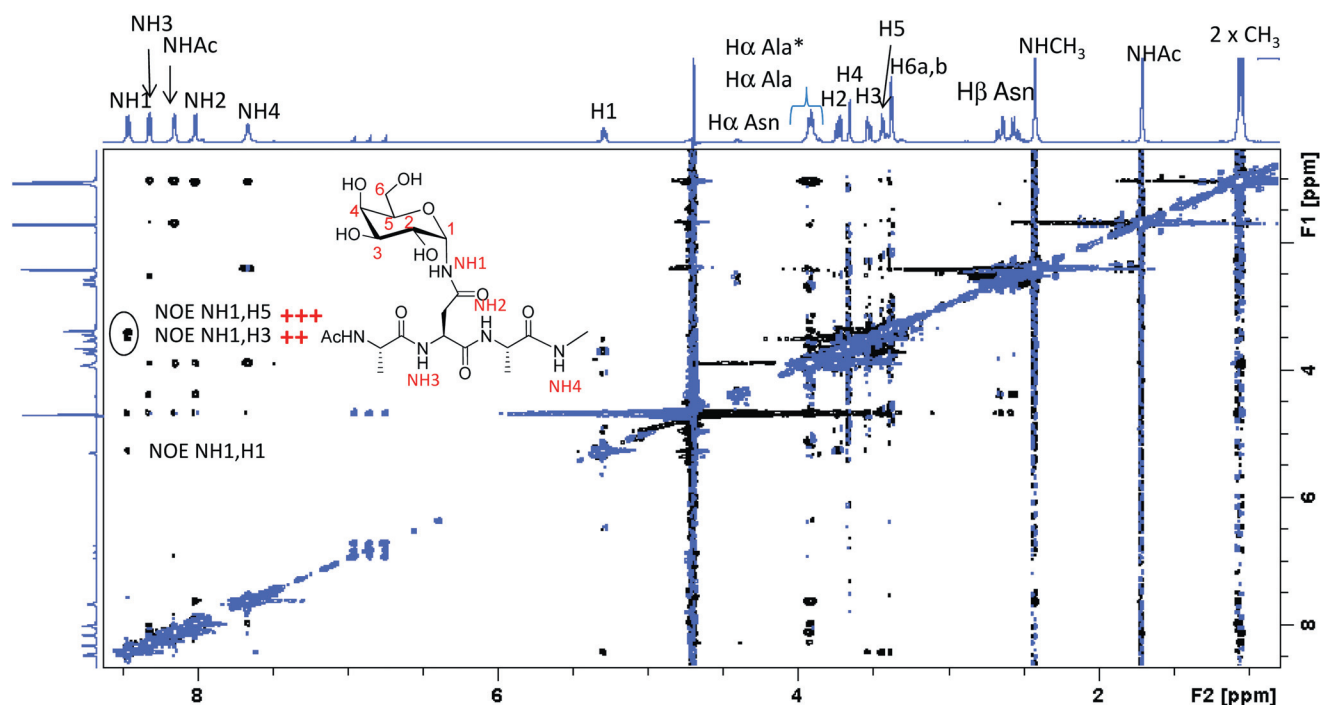 NH3
NHAc
NH1
NH2
NH4
H1
Hα Ala*
Hα Ala
Hα Asn
H2
H4
H3
H5
H6a,b
Hβ Asn
NHCH3
NHAc
2 x CH3
HO
OH
6
4
5
O
2
1
HO
3
OH
HN
NH1
NOE NH1,H5 +++
NOE NH1,H3 ++
O
NH2
O
H
N
O
AcHN
N
H
O
N
H
NH3
NH4
NOE NH1,H1
F1 [ppm]
4
6
8
8
6
4
2
F2 [ppm]